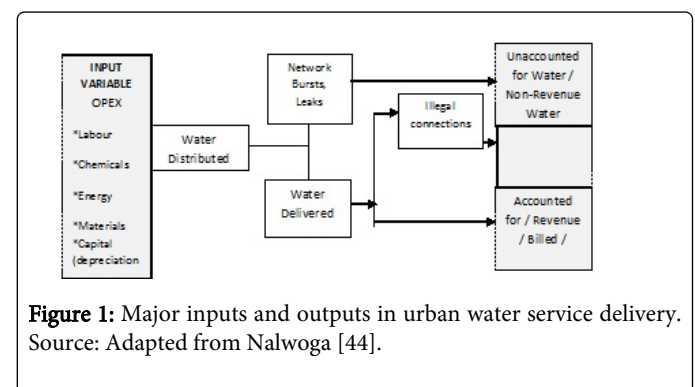 INPUT
VARIABLE
OPEX
*Labour
*Chemicals
*Energy
*Materials
*Capital
(depreciation
Water
Distributed
Network
Bursts,
Leaks
Water
Delivered
Illegal
connections
Unaccounted
for Water /
Non-Revenue
Water
Accounted
for / Revenue
/ Billed /
Figure 1: Major inputs and outputs in urban water service delivery.
Source: Adapted from Nalwoga [44].